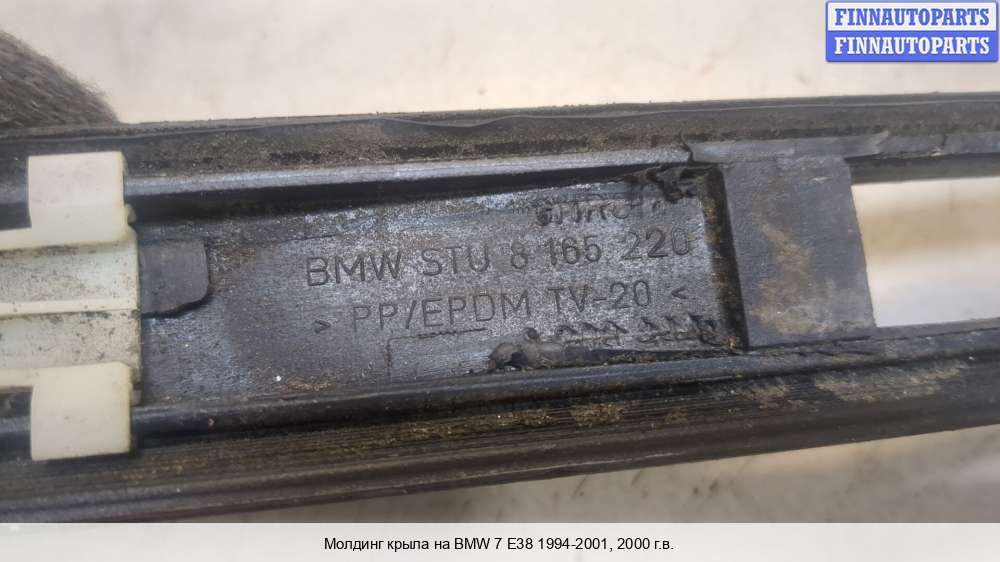 FINNAUTOPARTS
FINNAUTOPARTS
BMW STU 8 165 220
> PP/EPDM TV-20 <
Молдинг крыла на BMW 7 E38 1994-2001, 2000 г.в.